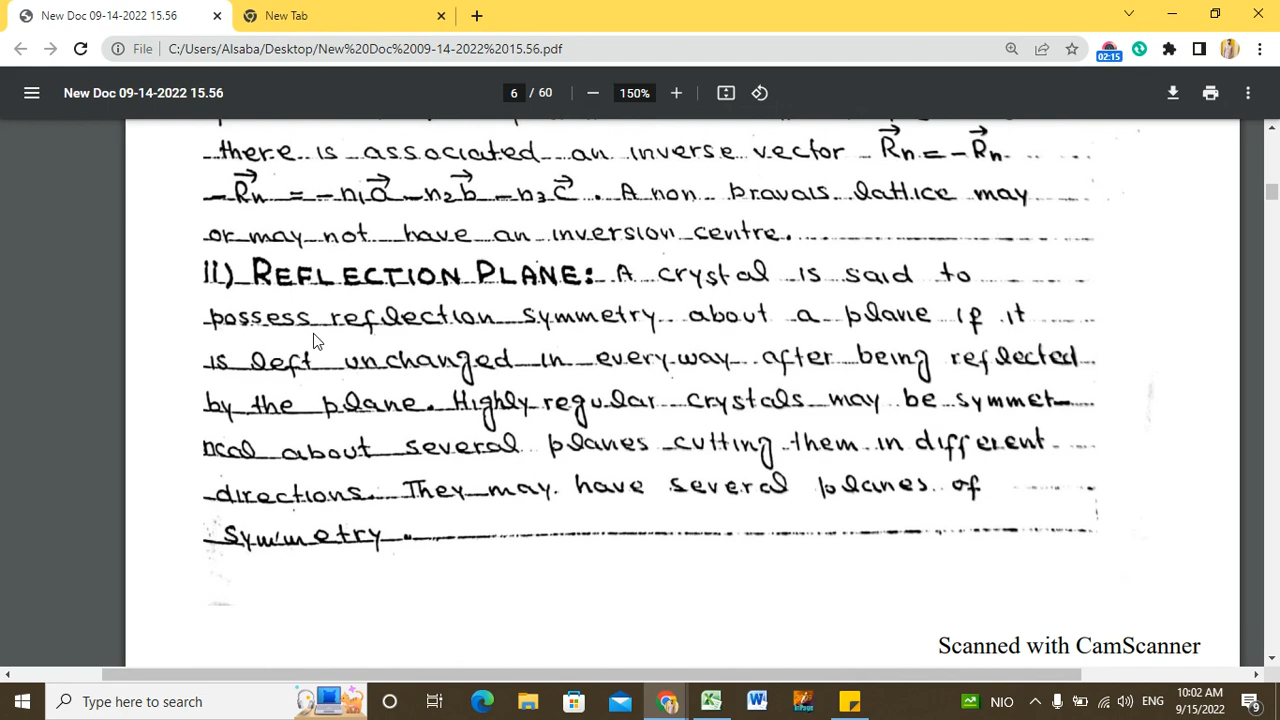 New Doc 09-14-2022 15.56
New Tab
File
C:/Users/Alsaba/Desktop/New%20Doc%2009-14-2022%2015.56.pdf
02:15
New Doc 09-14-2022 15.56
6 / 60
150%
there is associated an inverse vector R⃗n = -R⃗n
-R⃗n = -n1a⃗ -n2b⃗ -n3c⃗ . A non pravais lattice may
or may not have an inversion centre.
II) REFLECTION PLANE: A crystal is said to
possess reflection symmetry about a plane if it
is left unchanged in every way after being reflected
by the plane. Highly regular crystals may be symmet-
rical about several planes cutting them in different
directions. They may have several planes of
symmetry.
Scanned with CamScanner
Type here to search
NIO
ENG
10:02 AM
9/15/2022
9